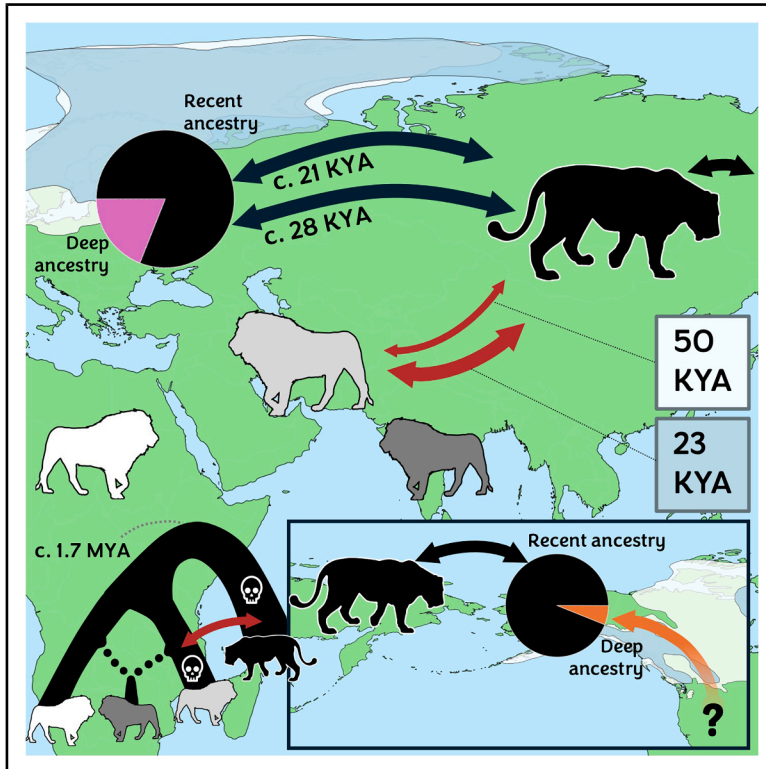 Recent
ancestry
c. 21 KYA
c. 28 KYA
Deep
ancestry
50
KYA
23
KYA
c. 1.7 MYA
Recent ancestry
Deep
ancestry
?